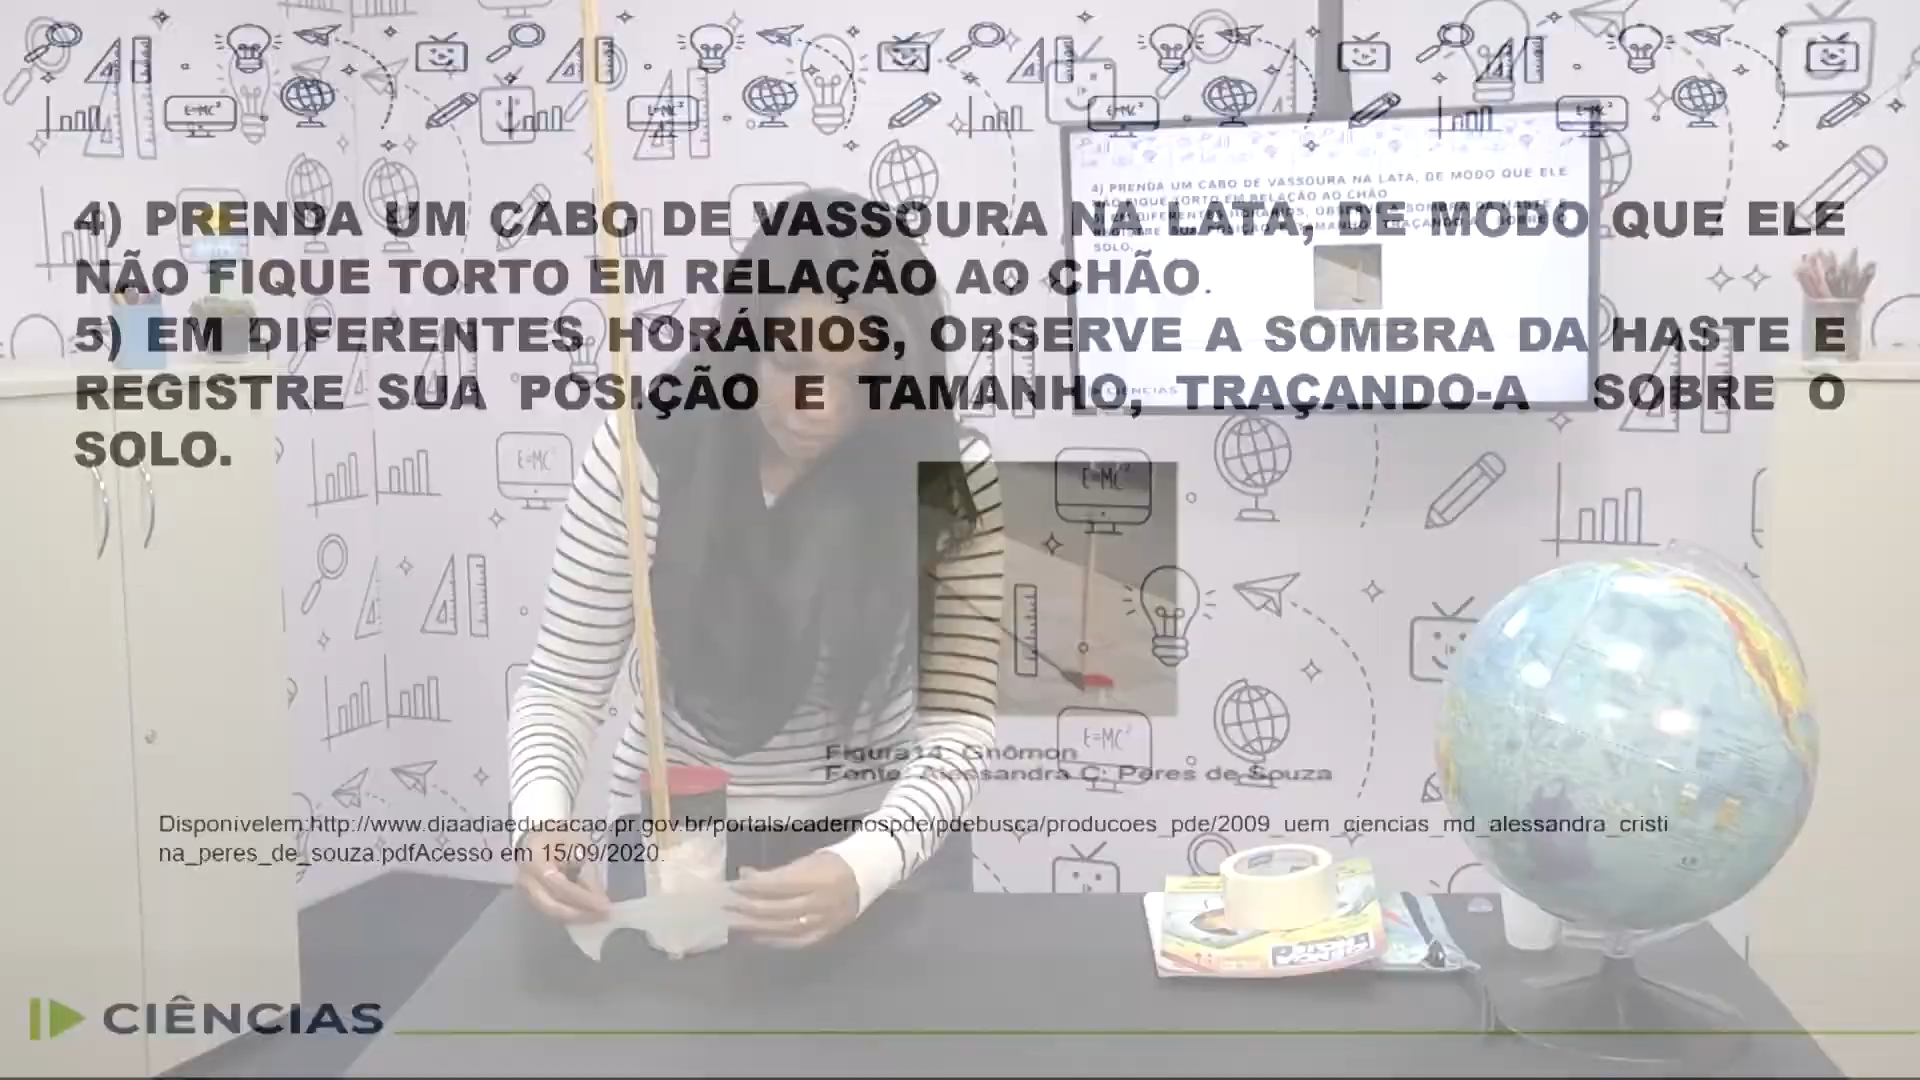 4) PRENDA UM CABO DE VASSOURA NA LATA, DE MODO QUE ELE
NÃO FIQUE TORTO EM RELAÇÃO AO CHÃO.
5) EM DIFERENTES HORÁRIOS, OBSERVE A SOMBRA DA HASTE E
REGISTRE SUA POSIÇÃO E TAMANHO, TRAÇANDO-A SOBRE O
SOLO.
Figura14: Gnômon
Fonte: Alessandra C. Peres de Souza
Disponívelem:http://www.diaadiaeducacao.pr.gov.br/portals/cadernospde/pdebusca/producoes_pde/2009_uem_ciencias_md_alessandra_cristi
na_peres_de_souza.pdfAcesso em 15/09/2020.
CIÊNCIAS